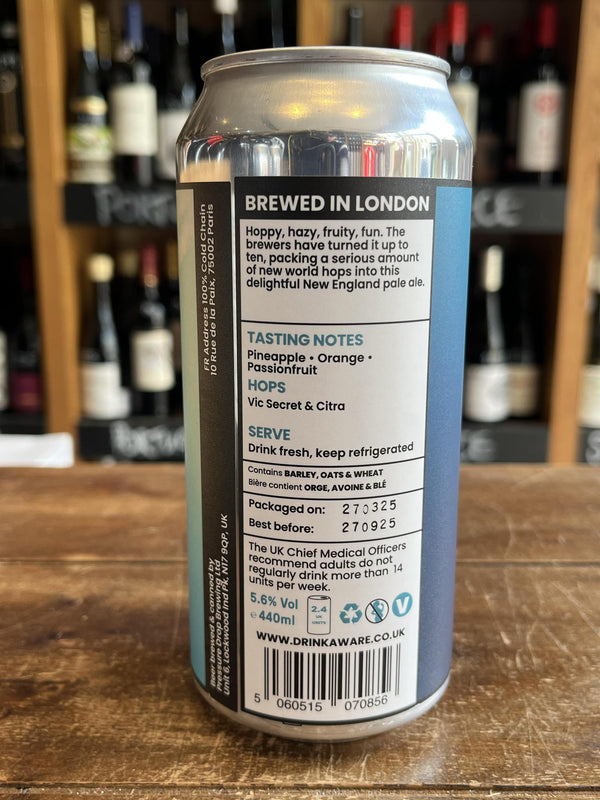 BREWED IN LONDON
Hoppy, hazy, fruity, fun. The
brewers have turned it up to
ten, packing a serious amount
of new world hops into this
delightful New England pale ale.
TASTING NOTES
Pineapple • Orange •
Passionfruit
HOPS
Vic Secret & Citra
SERVE
Drink fresh, keep refrigerated
Contains BARLEY, OATS & WHEAT
Bière contient ORGE, AVOINE & BLÉ
Packaged on: 270325
Best before: 270925
The UK Chief Medical Officers
recommend adults do not
regularly drink more than 14
units per week.
5.6% Vol
e 440ml
2.4
UK
UNITS
V
WWW.DRINKAWARE.CO.UK
5 060515 070856
FR Address 100% Cold Chain
10 Rue de la Paix, 75002 Paris
Beer brewed & canned by
Pressure Drop Brewing Ltd
Unit 6, Lockwood Ind Pk, N17 9QP, UK